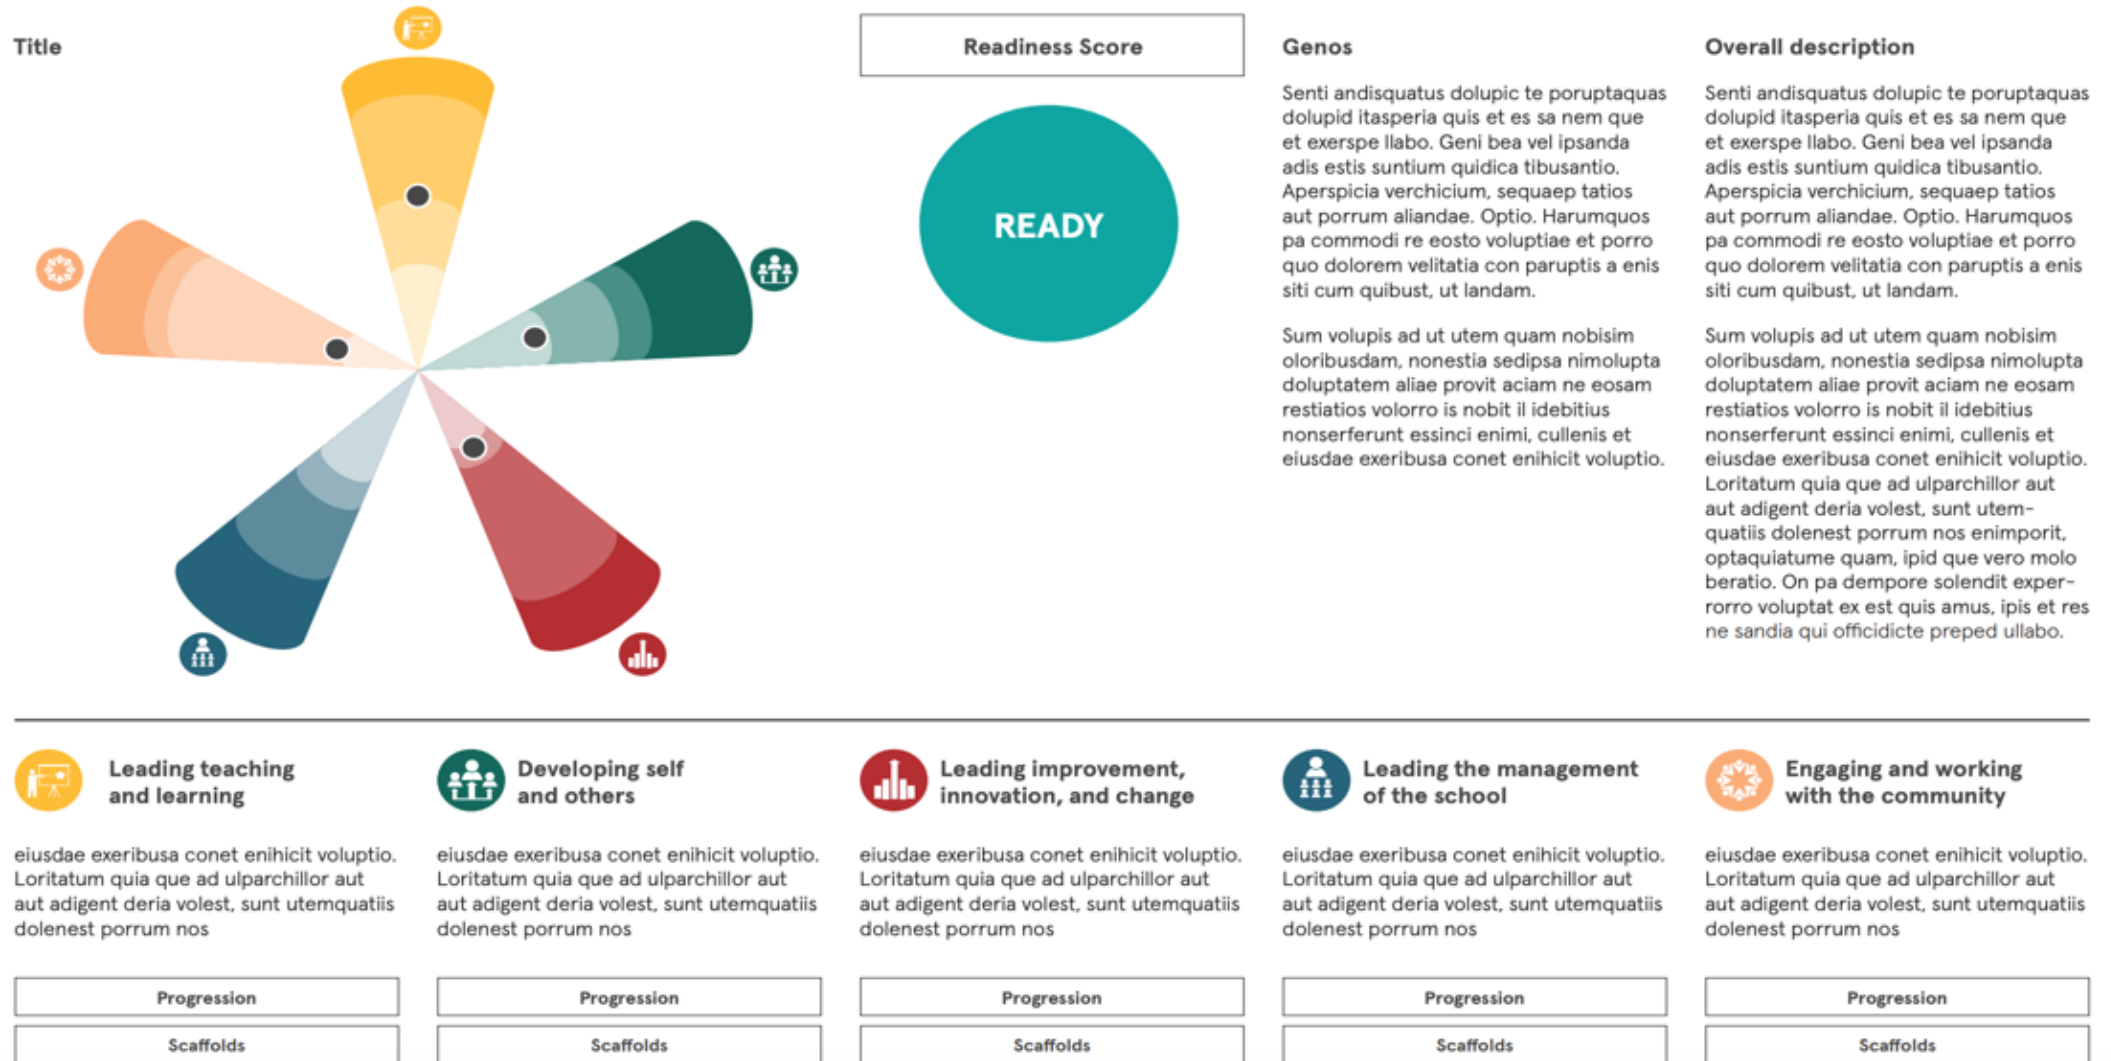 Title
Readiness Score
READY
Genos
Senti andisquatus dolupic te poruptaquas
dolupid itasperia quis et es sa nem que
et exerspe llabo. Geni bea vel ipsanda
adis estis suntium quidica tibusantio.
Aperspicia verchicium, sequaep tatios
aut porrum aliandae. Optio. Harumquos
pa commodi re eosto voluptiae et porro
quo dolorem velitatia con paruptis a enis
siti cum quibust, ut landam.
Sum volupis ad ut utem quam nobisim
oloribusdam, nonestia sedipsa nimolupta
doluptatem aliae provit aciam ne eosam
restiatios volorro is nobit il idebitius
nonserferunt essinci enimi, cullenis et
eiusdae exeribusa conet enihicit voluptio.
Overall description
Senti andisquatus dolupic te poruptaquas
dolupid itasperia quis et es sa nem que
et exerspe llabo. Geni bea vel ipsanda
adis estis suntium quidica tibusantio.
Aperspicia verchicium, sequaep tatios
aut porrum aliandae. Optio. Harumquos
pa commodi re eosto voluptiae et porro
quo dolorem velitatia con paruptis a enis
siti cum quibust, ut landam.
Sum volupis ad ut utem quam nobisim
oloribusdam, nonestia sedipsa nimolupta
doluptatem aliae provit aciam ne eosam
restiatios volorro is nobit il idebitius
nonserferunt essinci enimi, cullenis et
eiusdae exeribusa conet enihicit voluptio.
Loritatum quia que ad ulparchillor aut
aut adigent deria volest, sunt utem-
quatiis dolenest porrum nos enimporit,
optaquiatume quam, ipid que vero molo
beratio. On pa dempore solendit exper-
rorro voluptat ex est quis amus, ipis et res
ne sandia qui officidicte preped ullabo.
Leading teaching
and learning
eiusdae exeribusa conet enihicit voluptio.
Loritatum quia que ad ulparchillor aut
aut adigent deria volest, sunt utemquatiis
dolenest porrum nos
Progression
Scaffolds
Developing self
and others
eiusdae exeribusa conet enihicit voluptio.
Loritatum quia que ad ulparchillor aut
aut adigent deria volest, sunt utemquatiis
dolenest porrum nos
Progression
Scaffolds
Leading improvement,
innovation, and change
eiusdae exeribusa conet enihicit voluptio.
Loritatum quia que ad ulparchillor aut
aut adigent deria volest, sunt utemquatiis
dolenest porrum nos
Progression
Scaffolds
Leading the management
of the school
eiusdae exeribusa conet enihicit voluptio.
Loritatum quia que ad ulparchillor aut
aut adigent deria volest, sunt utemquatiis
dolenest porrum nos
Progression
Scaffolds
Engaging and working
with the community
eiusdae exeribusa conet enihicit voluptio.
Loritatum quia que ad ulparchillor aut
aut adigent deria volest, sunt utemquatiis
dolenest porrum nos
Progression
Scaffolds